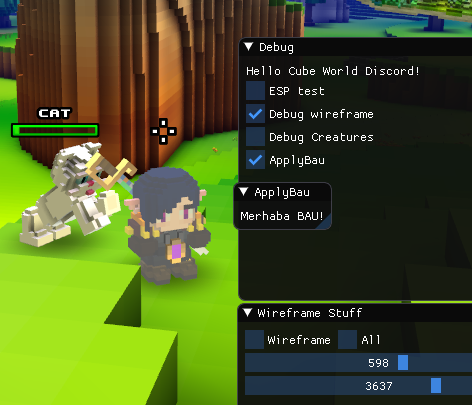 CAT
Debug
Hello Cube World Discord!
ESP test
Debug wireframe
Debug Creatures
ApplyBau
ApplyBau
Merhaba BAU!
Wireframe Stuff
Wireframe All
598
3637